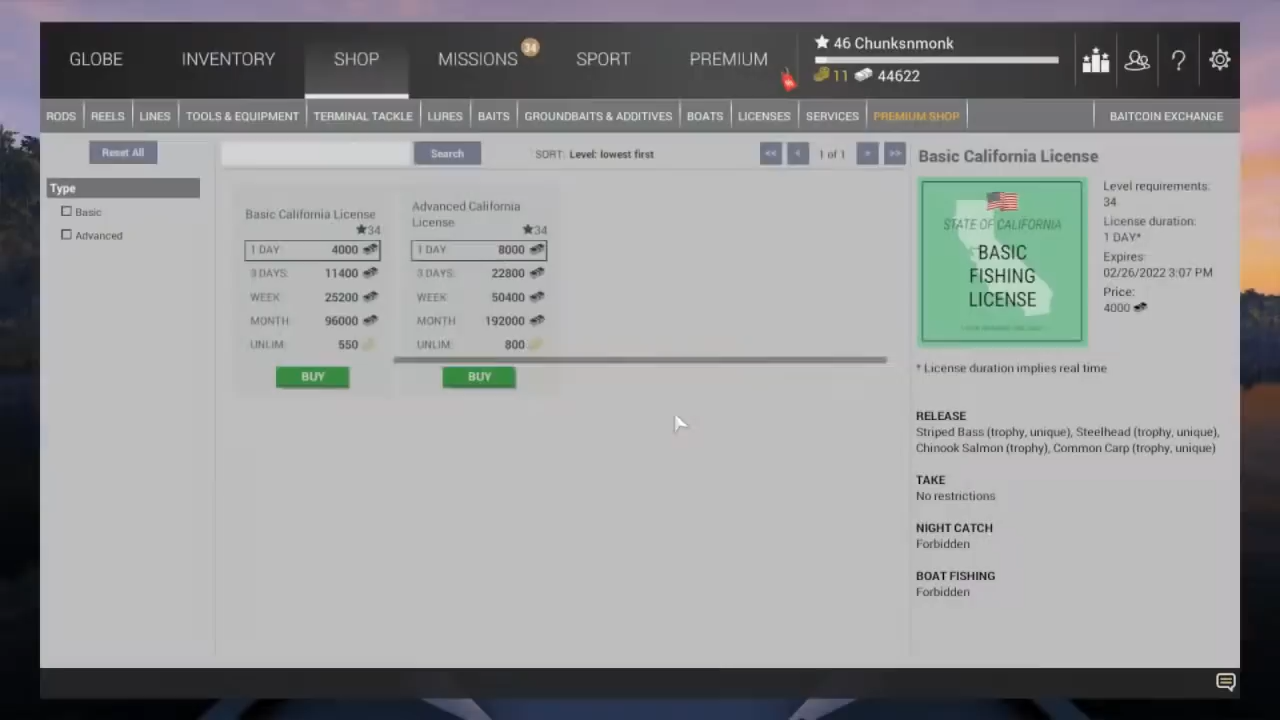 GLOBE
INVENTORY
SHOP
MISSIONS
34
SPORT
PREMIUM
46 Chunksnmonk
11 44622
RODS
REELS
LINES
TOOLS & EQUIPMENT
TERMINAL TACKLE
LURES
BAITS
GROUNDBAITS & ADDITIVES
BOATS
LICENSES
SERVICES
PREMIUM SHOP
BAITCOIN EXCHANGE
Reset All
Search
SORT: Level: lowest first
<<
<
1 of 1
>
>>
Type
Basic
Advanced
Basic California License
34
1 DAY: 4000
3 DAYS: 11400
WEEK: 25200
MONTH: 96000
UNLIM: 550
BUY
Advanced California
License
34
1 DAY 8000
3 DAYS: 22800
WEEK: 50400
MONTH 192000
UNLIM: 800
BUY
Basic California License
STATE OF CALIFORNIA
BASIC
FISHING
LICENSE
Level requirements:
34
License duration:
1 DAY*
Expires:
02/26/2022 3:07 PM
Price:
4000
* License duration implies real time
RELEASE
Striped Bass (trophy, unique), Steelhead (trophy, unique),
Chinook Salmon (trophy), Common Carp (trophy, unique)
TAKE
No restrictions
NIGHT CATCH
Forbidden
BOAT FISHING
Forbidden